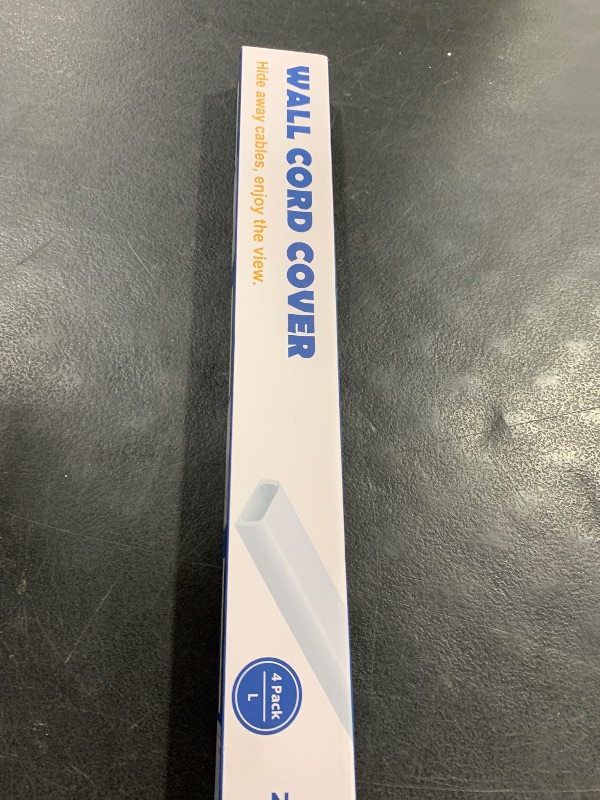 WALL CORD COVER
Hide away cables, enjoy the view.
4 Pack
L